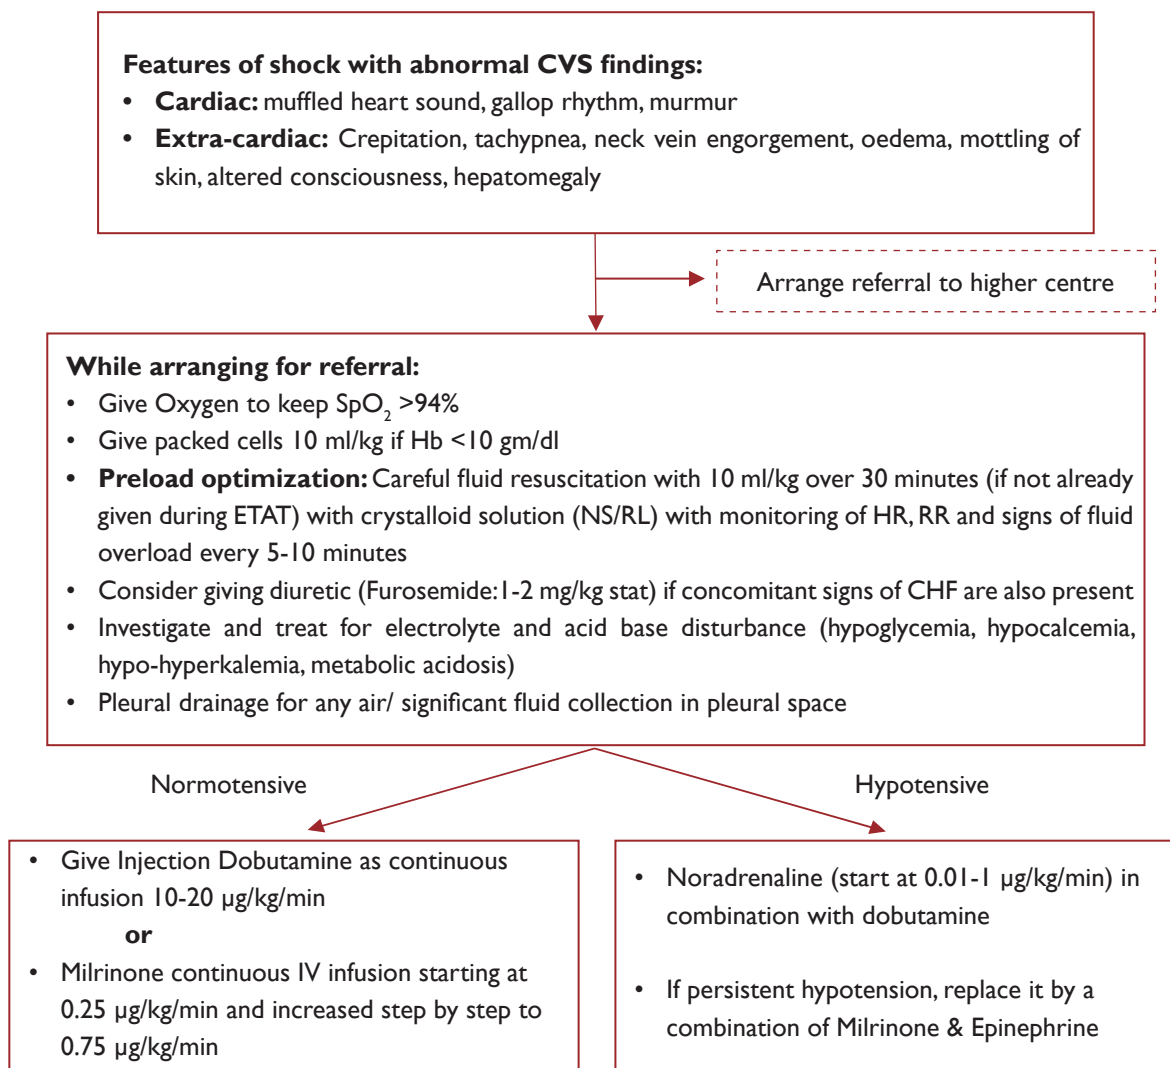 Features of shock with abnormal CVS findings:
• Cardiac: muffled heart sound, gallop rhythm, murmur
• Extra-cardiac: Crepitation, tachypnea, neck vein engorgement, oedema, mottling of
skin, altered consciousness, hepatomegaly
Arrange referral to higher centre
While arranging for referral:
• Give Oxygen to keep SpO₂ >94%
• Give packed cells 10 ml/kg if Hb <10 gm/dl
• Preload optimization: Careful fluid resuscitation with 10 ml/kg over 30 minutes (if not already
given during ETAT) with crystalloid solution (NS/RL) with monitoring of HR, RR and signs of fluid
overload every 5-10 minutes
• Consider giving diuretic (Furosemide:1-2 mg/kg stat) if concomitant signs of CHF are also present
• Investigate and treat for electrolyte and acid base disturbance (hypoglycemia, hypocalcemia,
hypo-hyperkalemia, metabolic acidosis)
• Pleural drainage for any air/ significant fluid collection in pleural space
Normotensive
Hypotensive
• Give Injection Dobutamine as continuous
infusion 10-20 µg/kg/min
or
• Milrinone continuous IV infusion starting at
0.25 µg/kg/min and increased step by step to
0.75 µg/kg/min
• Noradrenaline (start at 0.01-1 µg/kg/min) in
combination with dobutamine
• If persistent hypotension, replace it by a
combination of Milrinone & Epinephrine